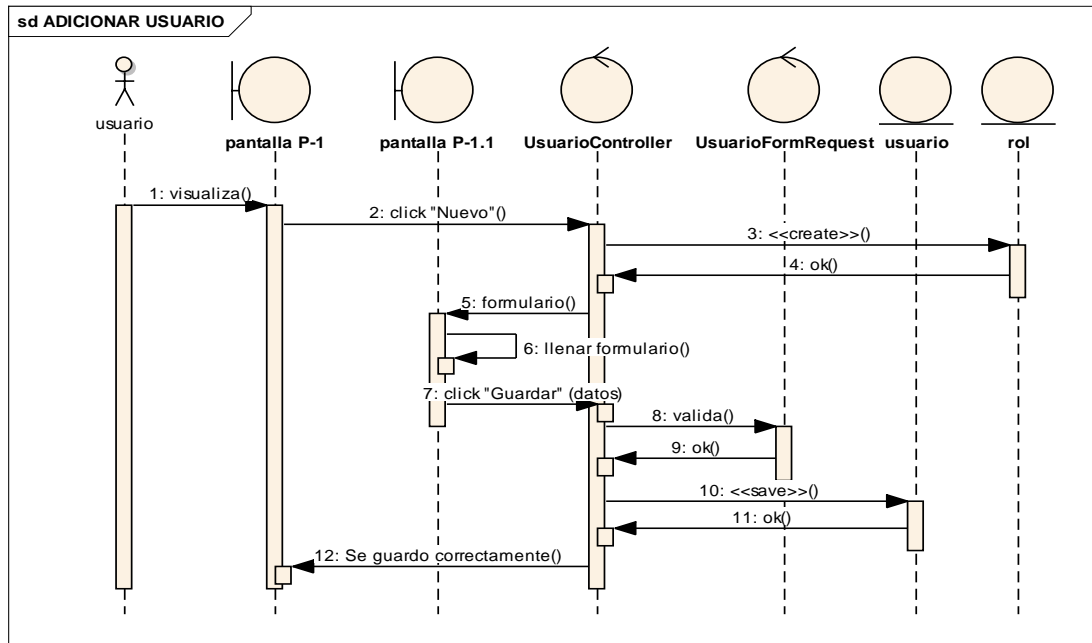 sd ADICIONAR USUARIO
usuario
pantalla P-1
pantalla P-1.1
UsuarioController
UsuarioFormRequest
usuario
rol
1: visualiza()
2: click "Nuevo"()
3: <<create>>()
4: ok()
5: formulario()
6: llenar formulario()
7: click "Guardar" (datos)
8: valida()
9: ok()
10: <<save>>()
11: ok()
12: Se guardo correctamente()